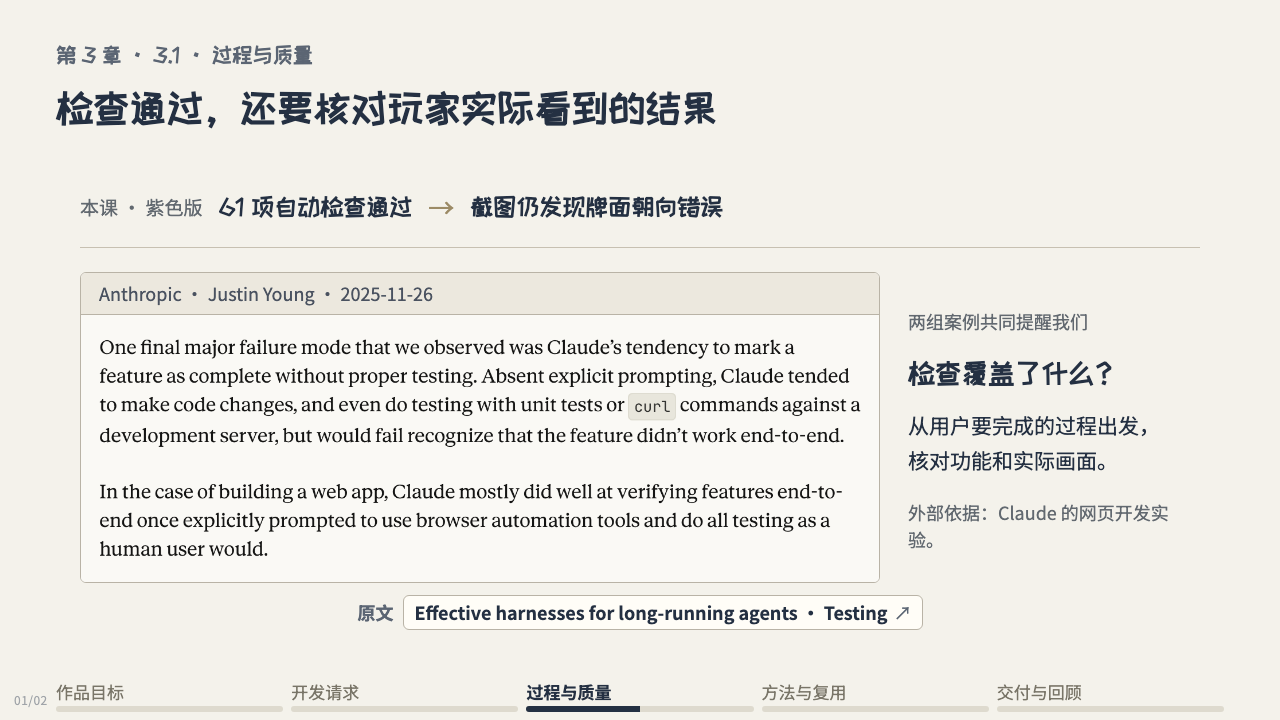 第 3 章 · 3.1 · 过程与质量
检查通过，还要核对玩家实际看到的结果
本课 · 紫色版 61 项自动检查通过 → 截图仍发现牌面朝向错误
Anthropic · Justin Young · 2025-11-26
One final major failure mode that we observed was Claude’s tendency to mark a
feature as complete without proper testing. Absent explicit prompting, Claude tended
to make code changes, and even do testing with unit tests or curl commands against a
development server, but would fail recognize that the feature didn’t work end-to-end.
In the case of building a web app, Claude mostly did well at verifying features end-to-
end once explicitly prompted to use browser automation tools and do all testing as a
human user would.
两组案例共同提醒我们
检查覆盖了什么？
从用户要完成的过程出发，
核对功能和实际画面。
外部依据：Claude 的网页开发实
验。
原文 Effective harnesses for long-running agents · Testing ↗
01/02 作品目标 开发请求 过程与质量 方法与复用 交付与回顾